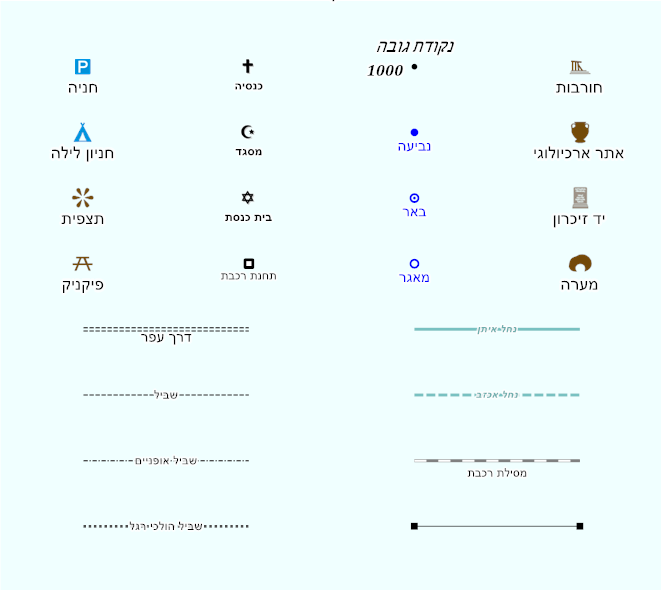 נקודת גובה
1000
חורבות
כנסיה
P
חניה
אתר ארכיולוגי
נביעה
מסגד
חניון לילה
יד זיכרון
באר
בית כנסת
תצפית
מערה
מאגר
תחנת רכבת
פיקניק
נחל איתן
דרך עפר
נחל אכזבי
שביל
מסילת רכבת
שביל אופניים
שביל הולכי רגל